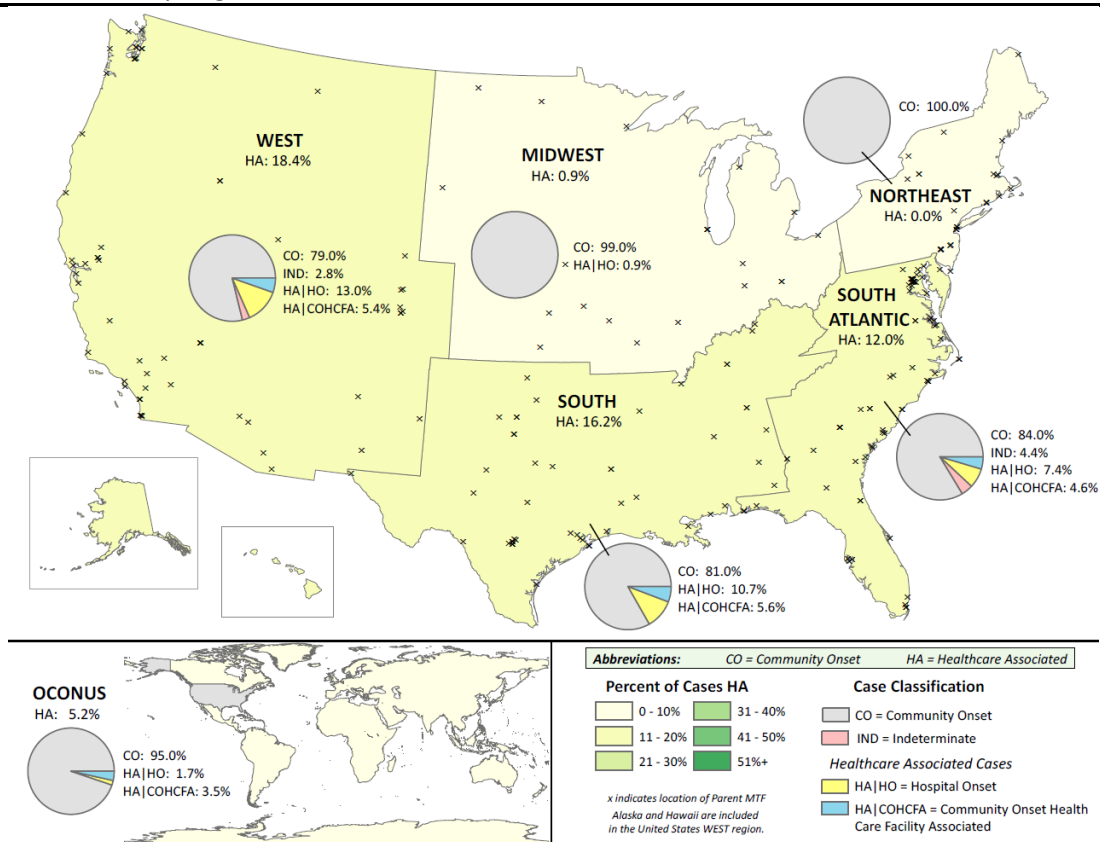 WEST
HA: 18.4%
CO: 79.0%
IND: 2.8%
HA|HO: 13.0%
HA|COHCFA: 5.4%
MIDWEST
HA: 0.9%
CO: 99.0%
HA|HO: 0.9%
CO: 100.0%
NORTHEAST
HA: 0.0%
SOUTH
ATLANTIC
HA: 12.0%
CO: 84.0%
IND: 4.4%
HA|HO: 7.4%
HA|COHCFA: 4.6%
SOUTH
HA: 16.2%
CO: 81.0%
HA|HO: 10.7%
HA|COHCFA: 5.6%
OCONUS
HA: 5.2%
CO: 95.0%
HA|HO: 1.7%
HA|COHCFA: 3.5%
Abbreviations: CO = Community Onset HA = Healthcare Associated
Percent of Cases HA
0 - 10%
11 - 20%
21 - 30%
31 - 40%
41 - 50%
51%+
x indicates location of Parent MTF
Alaska and Hawaii are included
in the United States WEST region.
Case Classification
CO = Community Onset
IND = Indeterminate
Healthcare Associated Cases
HA|HO = Hospital Onset
HA|COHCFA = Community Onset Health
Care Facility Associated